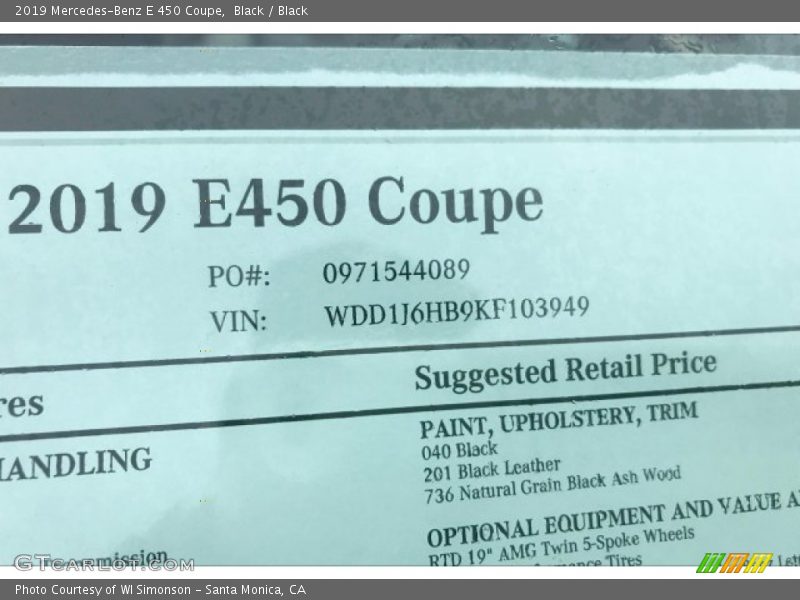 2019 Mercedes-Benz E 450 Coupe,  Black / Black
2019 E450 Coupe
PO#: 0971544089
VIN: WDD1J6HB9KF103949
Suggested Retail Price
PAINT, UPHOLSTERY, TRIM
040 Black
201 Black Leather
736 Natural Grain Black Ash Wood
OPTIONAL EQUIPMENT AND VALUE
RTD 19" AMG Twin 5-Spoke Wheels
Tires
GTcarlot.com
Photo Courtesy of WI Simonson - Santa Monica, CA